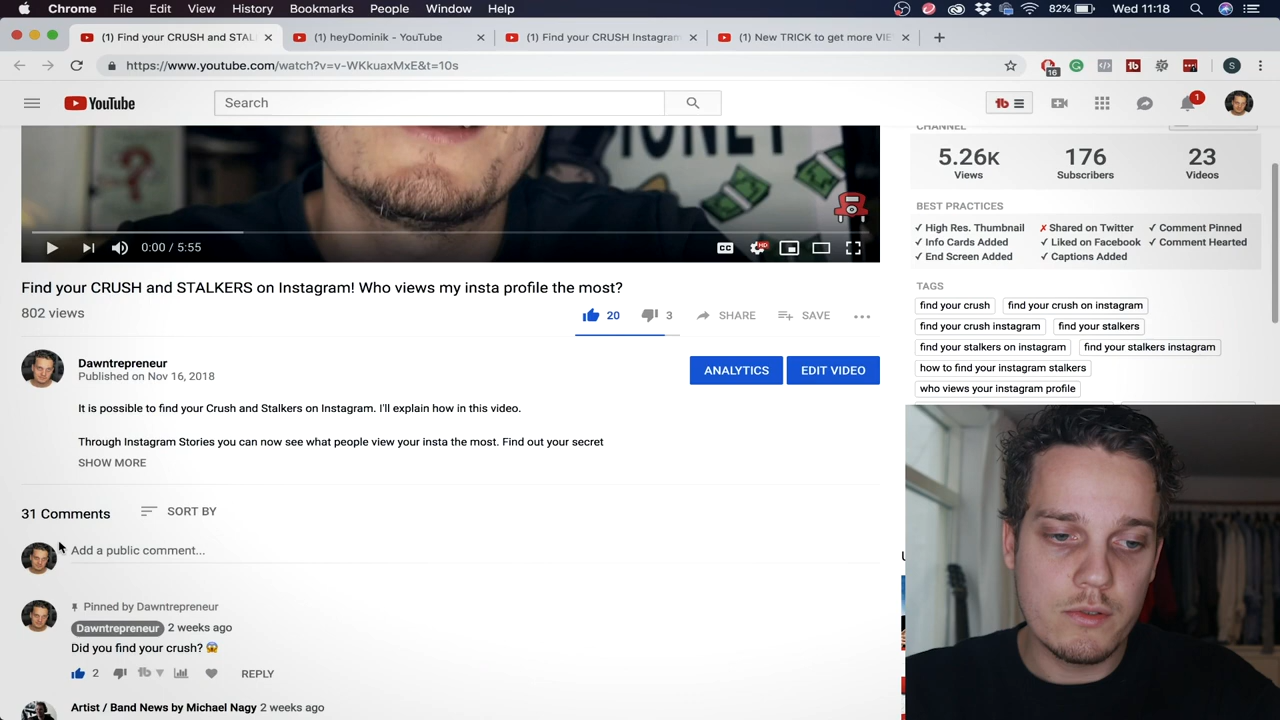 Chrome File Edit View History Bookmarks People Window Help 82% Wed 11:18
(1) Find your CRUSH and STAL (1) heyDominik - YouTube (1) Find your CRUSH Instagram (1) New TRICK to get more VIE
https://www.youtube.com/watch?v=v-WKkuaxMxE&t=10s
16 S
YouTube Search 1
CHANNEL
5.26K 176 23
Views Subscribers Videos
BEST PRACTICES
✓ High Res. Thumbnail ✗ Shared on Twitter ✓ Comment Pinned
✓ Info Cards Added ✓ Liked on Facebook ✓ Comment Hearted
✓ End Screen Added ✓ Captions Added
TAGS
find your crush find your crush on instagram
find your crush instagram find your stalkers
find your stalkers on instagram find your stalkers instagram
how to find your instagram stalkers
who views your instagram profile
0:00 / 5:55 CC HD
Find your CRUSH and STALKERS on Instagram! Who views my insta profile the most?
802 views 20 3 SHARE SAVE
Dawntrepreneur
Published on Nov 16, 2018
ANALYTICS EDIT VIDEO
It is possible to find your Crush and Stalkers on Instagram. I'll explain how in this video.
Through Instagram Stories you can now see what people view your insta the most. Find out your secret
SHOW MORE
31 Comments SORT BY
Add a public comment...
Pinned by Dawntrepreneur
Dawntrepreneur 2 weeks ago
Did you find your crush? 😱
2 tb REPLY
Artist / Band News by Michael Nagy 2 weeks ago